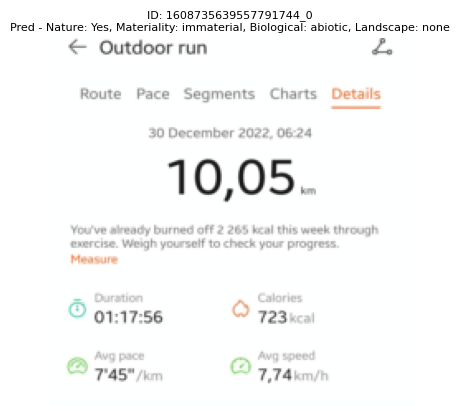 ID: 1608735639557791744_0
Pred - Nature: Yes, Materiality: immaterial, Biological: abiotic, Landscape: none
Outdoor run
Route Pace Segments Charts Details
30 December 2022, 06:24
10,05 km
You've already burned off 2 265 kcal this week through
exercise. Weigh yourself to check your progress.
Measure
Duration
01:17:56
Calories
723 kcal
Avg pace
7'45" /km
Avg speed
7,74 km/h